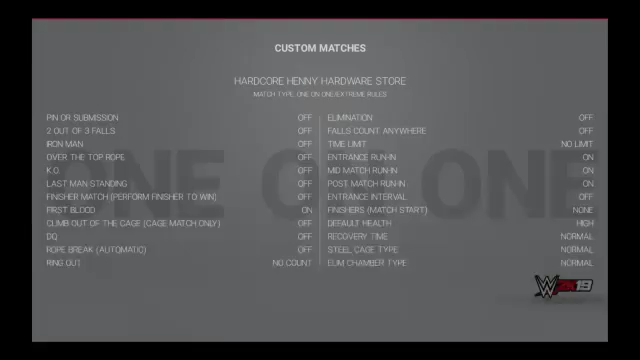 CUSTOM MATCHES
HARDCORE HENNY HARDWARE STORE
MATCH TYPE: ONE ON ONE/EXTREME RULES
PIN OR SUBMISSION OFF
2 OUT OF 3 FALLS OFF
IRON MAN OFF
OVER THE TOP ROPE OFF
K.O. OFF
LAST MAN STANDING OFF
FINISHER MATCH (PERFORM FINISHER TO WIN) OFF
FIRST BLOOD ON
CLIMB OUT OF THE CAGE (CAGE MATCH ONLY) OFF
DQ OFF
ROPE BREAK (AUTOMATIC) OFF
RING OUT NO COUNT
ELIMINATION OFF
FALLS COUNT ANYWHERE OFF
TIME LIMIT NO LIMIT
ENTRANCE RUN-IN ON
MID MATCH RUN-IN ON
POST MATCH RUN-IN ON
ENTRANCE INTERVAL OFF
FINISHERS (MATCH START) NONE
DEFAULT HEALTH HIGH
RECOVERY TIME NORMAL
STEEL CAGE TYPE NORMAL
ELIM CHAMBER TYPE NORMAL
ONE ON ONE
W 2K19